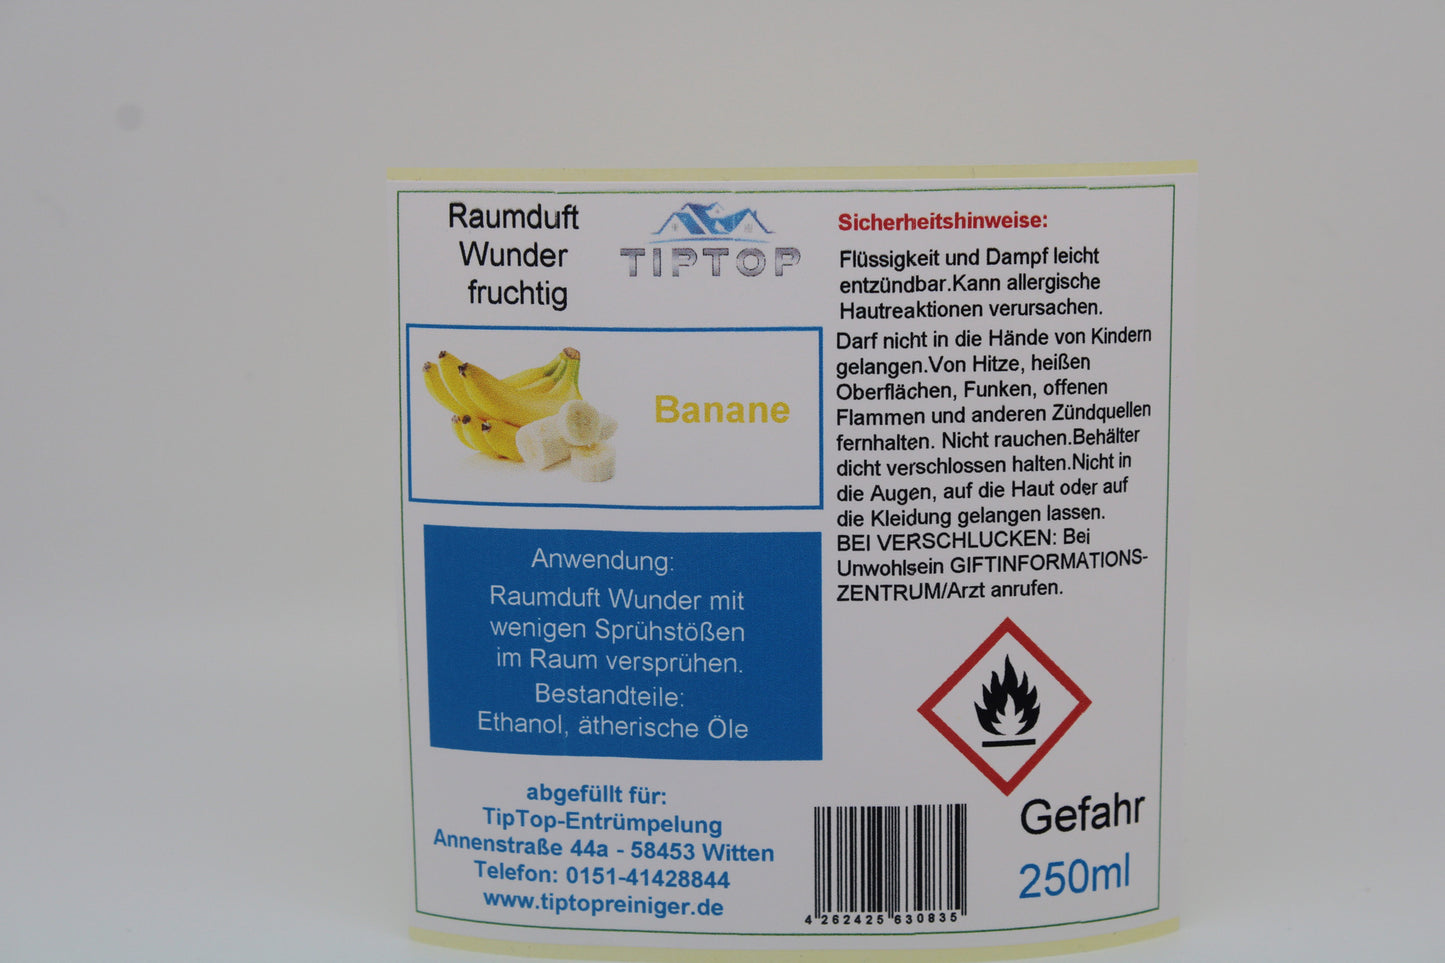 Raumduft
Wunder
fruchtig
TIPTOP
Banane
Anwendung:
Raumduft Wunder mit
wenigen Sprühstößen
im Raum versprühen.
Bestandteile:
Ethanol, ätherische Öle
abgefüllt für:
TipTop-Entrümpelung
Annenstraße 44a - 58453 Witten
Telefon: 0151-41428844
www.tiptopreiniger.de
Sicherheitshinweise:
Flüssigkeit und Dampf leicht
entzündbar.Kann allergische
Hautreaktionen verursachen.
Darf nicht in die Hände von Kindern
gelangen.Von Hitze, heißen
Oberflächen, Funken, offenen
Flammen und anderen Zündquellen
fernhalten. Nicht rauchen.Behälter
dicht verschlossen halten.Nicht in
die Augen, auf die Haut oder auf
die Kleidung gelangen lassen.
BEI VERSCHLUCKEN: Bei
Unwohlsein GIFTINFORMATIONS-
ZENTRUM/Arzt anrufen.
Gefahr
250ml
4 262425 630835